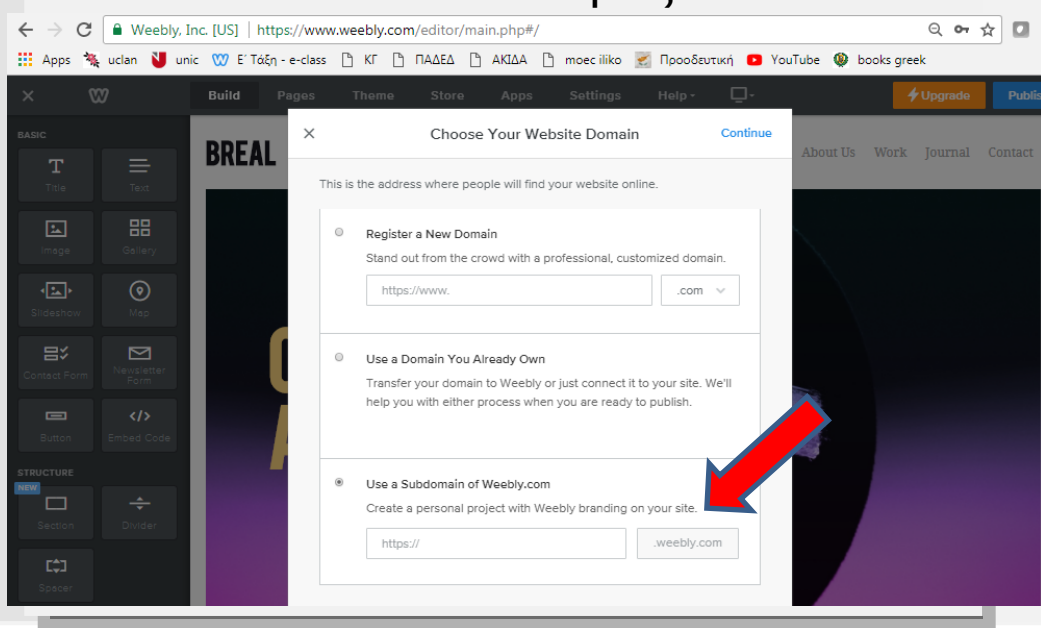 Weebly, Inc. [US] | https://www.weebly.com/editor/main.php#/
Apps uclan unic Ε΄ Τάξη - e-class ΚΓ ΠΑΔΕΔ ΑΚΙΔΑ moec iliko Προοδευτική YouTube books greek
Build Pages Theme Store Apps Settings Help Upgrade Publis
BASIC
Title Text
Image Gallery
Slideshow Map
Contact Form Newsletter Form
Button Embed Code
STRUCTURE
NEW
Section Divider
Spacer
BREAL
About Us Work Journal Contact
Choose Your Website Domain
Continue
This is the address where people will find your website online.
Register a New Domain
Stand out from the crowd with a professional, customized domain.
https://www. .com
Use a Domain You Already Own
Transfer your domain to Weebly or just connect it to your site. We'll
help you with either process when you are ready to publish.
Use a Subdomain of Weebly.com
Create a personal project with Weebly branding on your site.
https:// .weebly.com